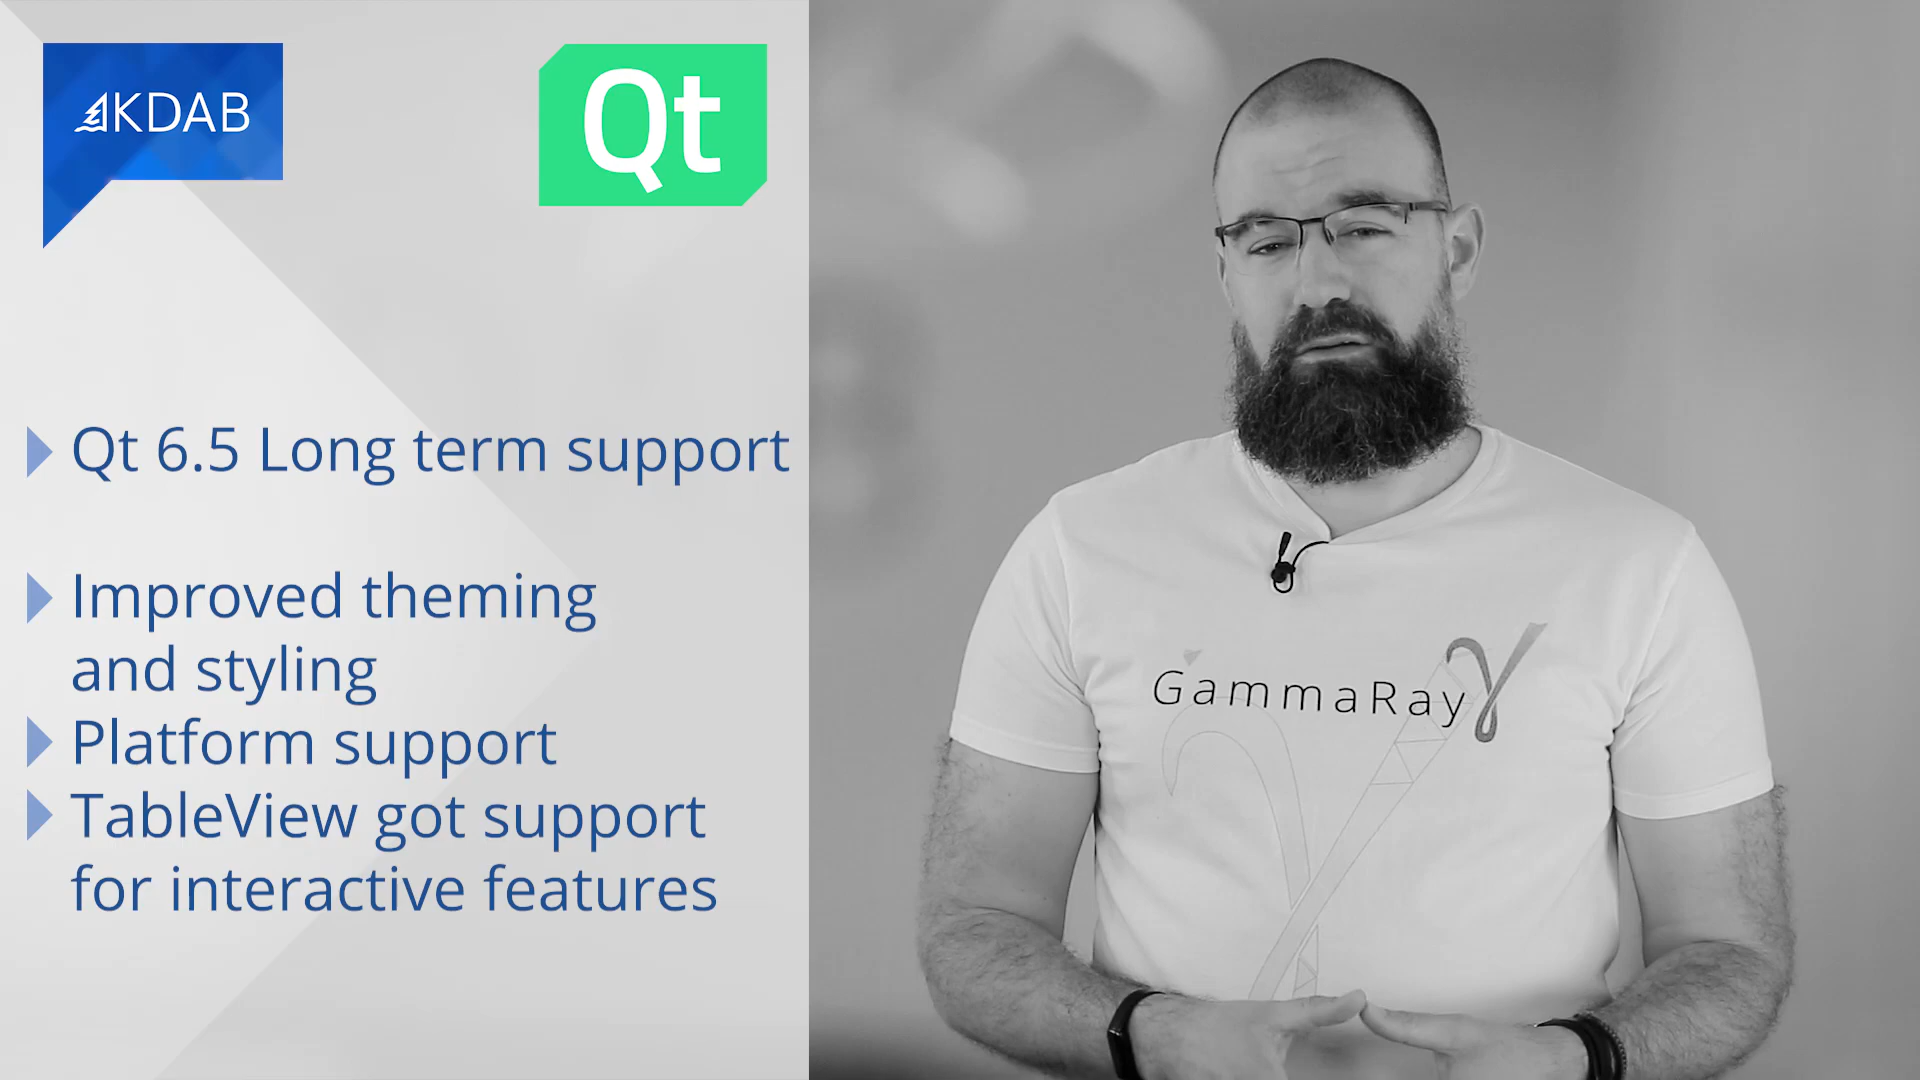 KDAB
Qt
Qt 6.5 Long term support
Improved theming
and styling
Platform support
TableView got support
for interactive features
GammaRay
γ